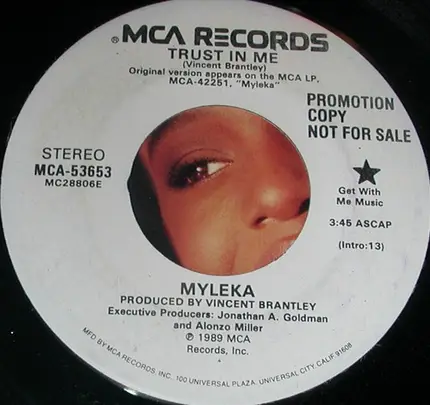 ® MCA RECORDS
TRUST IN ME
(Vincent Brantley)
Original version appears on the MCA LP,
MCA-42251, "Myleka"
PROMOTION
COPY
NOT FOR SALE
STEREO
MCA-53653
MC28806E
Get With
Me Music
3:45 ASCAP
(Intro:13)
MYLEKA
PRODUCED BY VINCENT BRANTLEY
Executive Producers: Jonathan A. Goldman
and Alonzo Miller
℗ 1989 MCA
Records, Inc.
MFD. BY MCA RECORDS, INC. 100 UNIVERSAL PLAZA, UNIVERSAL CITY, CALIF. 91608